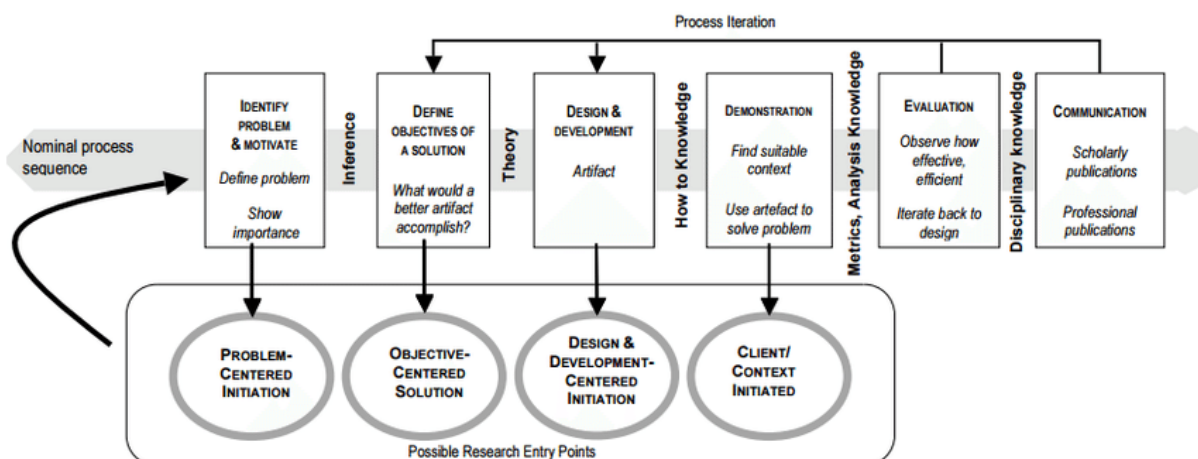 Process Iteration
Nominal process
sequence
IDENTIFY
PROBLEM
& MOTIVATE
Define problem
Show
importance
Inference
DEFINE
OBJECTIVES OF
A SOLUTION
What would a
better artifact
accomplish?
Theory
DESIGN &
DEVELOPMENT
Artifact
How to Knowledge
DEMONSTRATION
Find suitable
context
Use artefact to
solve problem
Metrics, Analysis Knowledge
EVALUATION
Observe how
effective,
efficient
Iterate back to
design
Disciplinary knowledge
COMMUNICATION
Scholarly
publications
Professional
publications
PROBLEM-
CENTERED
INITIATION
OBJECTIVE-
CENTERED
SOLUTION
DESIGN &
DEVELOPMENT-
CENTERED
INITIATION
CLIENT/
CONTEXT
INITIATED
Possible Research Entry Points